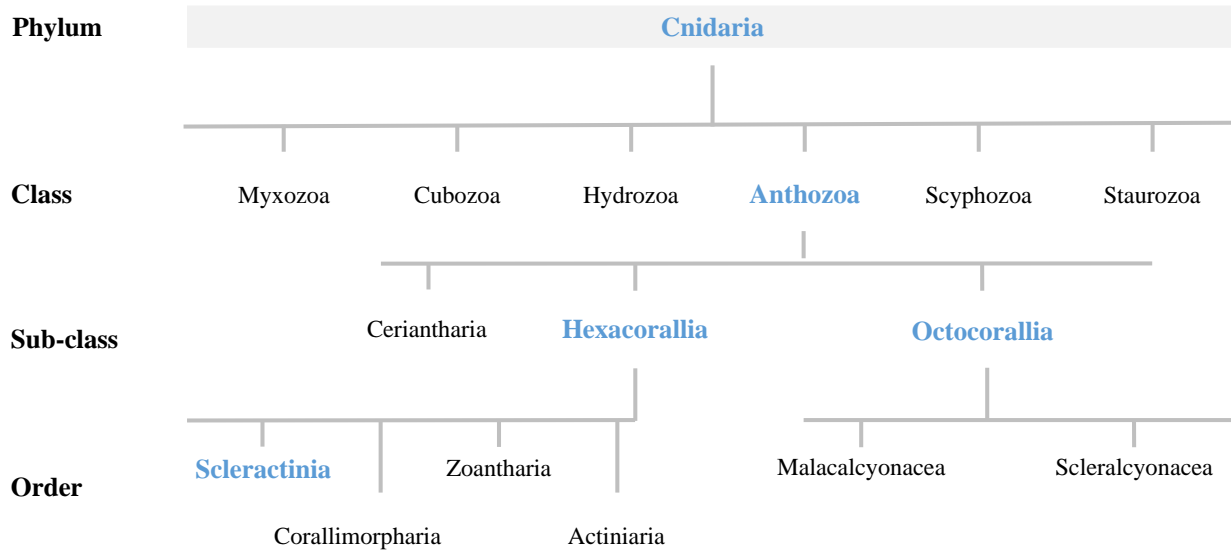 Phylum Cnidaria
Class Myxozoa Cubozoa Hydrozoa Anthozoa Scyphozoa Staurozoa
Sub-class Ceriantharia Hexacorallia Octocorallia
Order Scleractinia Zoantharia Malacalcyonacea Scleralcyonacea
Corallimorpharia Actiniaria